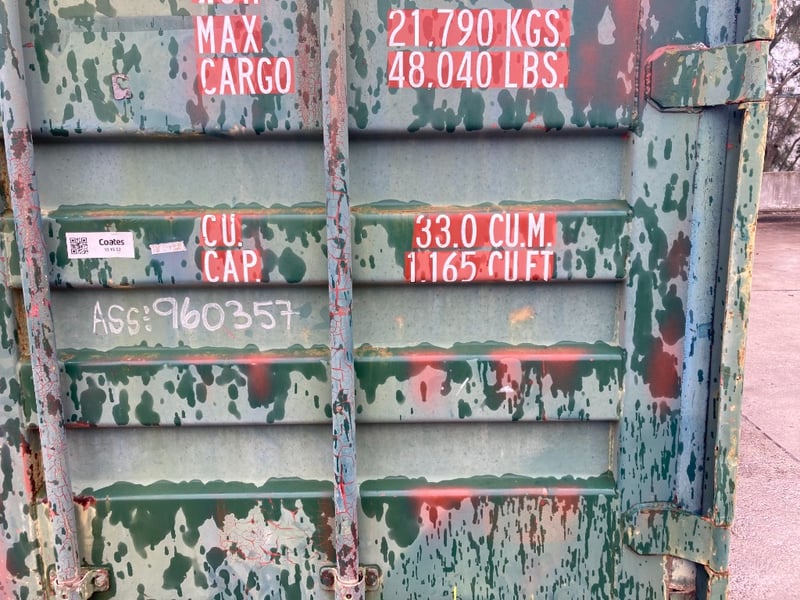 MAX. 21,790 KGS.
CARGO 48,040 LBS.
Coates
CU. 33.0 CU.M.
CAP. 1,165 CU.FT
ASS: 960357